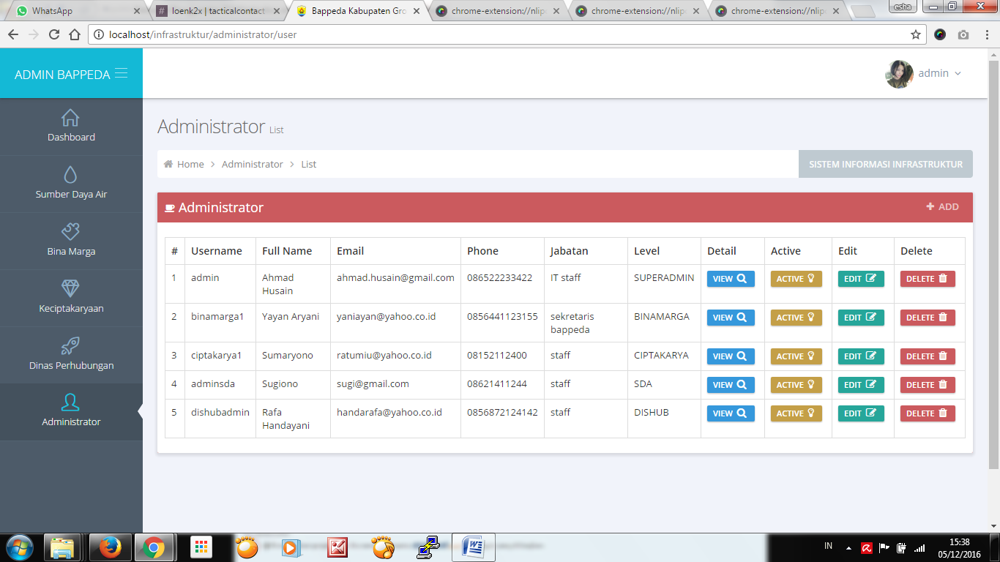 WhatsApp
loenk2x | tacticalcontact
Bappeda Kabupaten Gro
chrome-extension://nlip
chrome-extension://nlip
chrome-extension://nlip
esha
localhost/infrastruktur/administrator/user
ADMIN BAPPEDA
admin
Dashboard
Sumber Daya Air
Bina Marga
Keciptakaryaan
Dinas Perhubungan
Administrator
Administrator List
Home > Administrator > List
SISTEM INFORMASI INFRASTRUKTUR
Administrator
+ ADD
# Username Full Name Email Phone Jabatan Level Detail Active Edit Delete
1 admin Ahmad Husain ahmad.husain@gmail.com 086522233422 IT staff SUPERADMIN VIEW ACTIVE EDIT DELETE
2 binamarga1 Yayan Aryani yaniayan@yahoo.co.id 0856441123155 sekretaris bappeda BINAMARGA VIEW ACTIVE EDIT DELETE
3 ciptakarya1 Sumaryono ratumiu@yahoo.co.id 08152112400 staff CIPTAKARYA VIEW ACTIVE EDIT DELETE
4 adminsda Sugiono sugi@gmail.com 08621411244 staff SDA VIEW ACTIVE EDIT DELETE
5 dishubadmin Rafa Handayani handarafa@yahoo.co.id 0856872124142 staff DISHUB VIEW ACTIVE EDIT DELETE
IN
15:38
05/12/2016